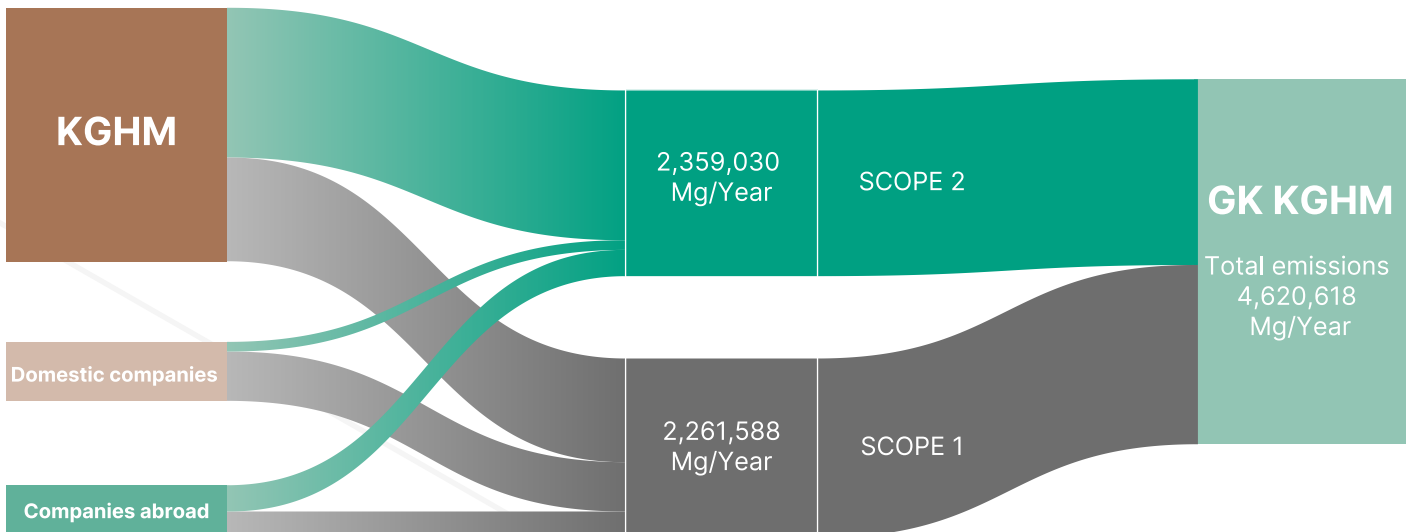 KGHM
Domestic companies
Companies abroad
2,359,030
Mg/Year
SCOPE 2
2,261,588
Mg/Year
SCOPE 1
GK KGHM
Total emissions
4,620,618
Mg/Year